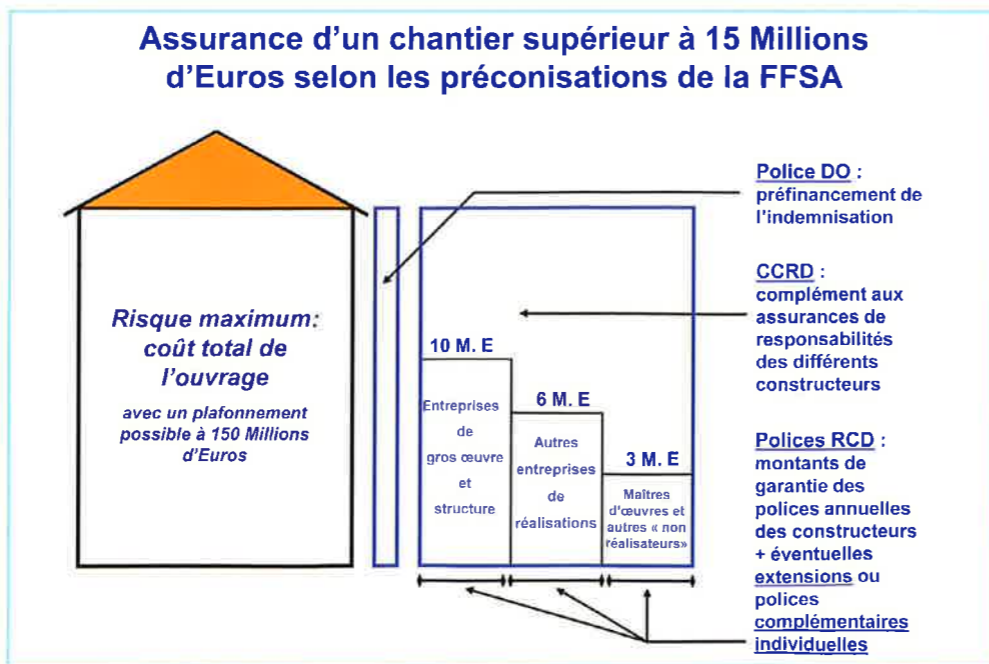 Assurance d'un chantier supérieur à 15 Millions
d'Euros selon les préconisations de la FFSA
Risque maximum:
coût total de
l'ouvrage
avec un plafonnement
possible à 150 Millions
d'Euros
10 M. E
Entreprises
de
gros œuvre
et
structure
6 M. E
Autres
entreprises
de
réalisations
3 M. E
Maîtres
d'œuvres et
autres « non
réalisateurs»
Police DO :
préfinancement de
l'indemnisation
CCRD :
complément aux
assurances de
responsabilités
des différents
constructeurs
Polices RCD :
montants de
garantie des
polices annuelles
des constructeurs
+ éventuelles
extensions ou
polices
complémentaires
individuelles